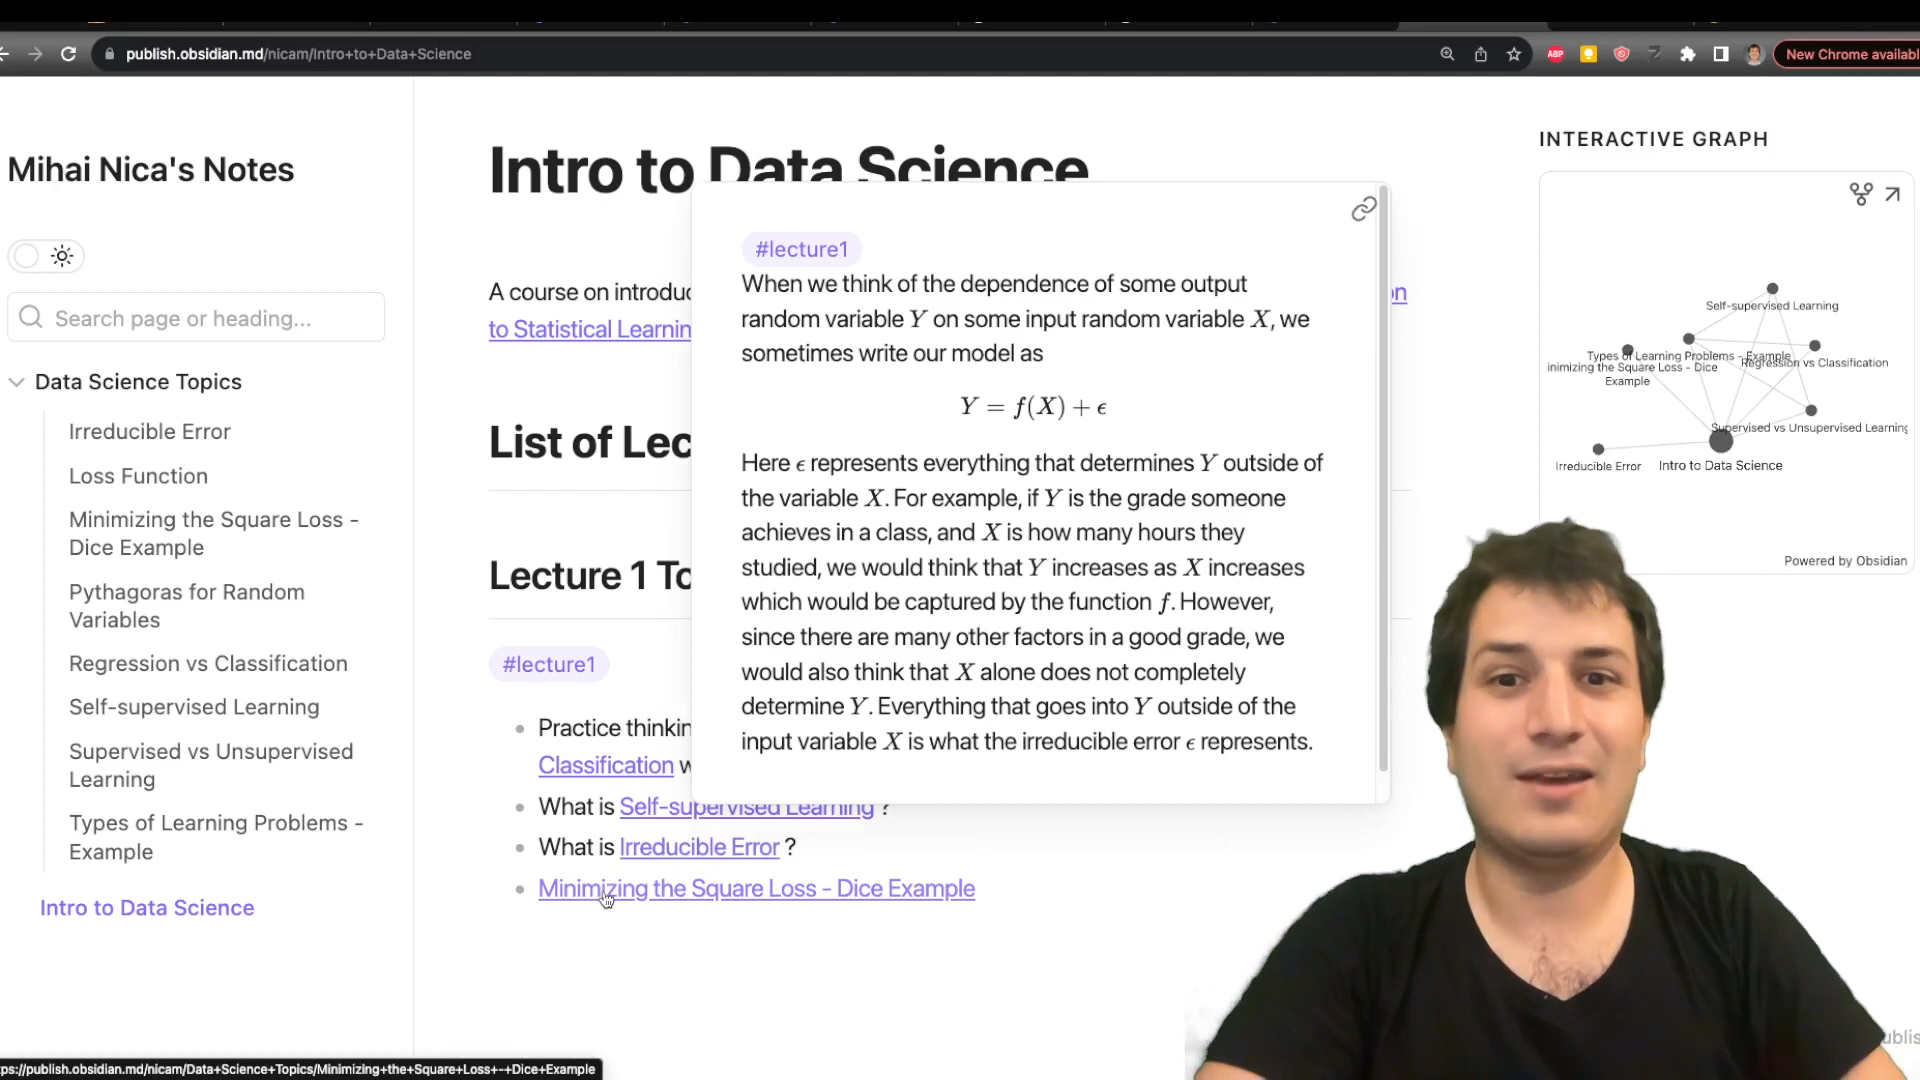 publish.obsidian.md/nicam/Intro+to+Data+Science
ABP
New Chrome availabl
Mihai Nica's Notes
Search page or heading...
Data Science Topics
Irreducible Error
Loss Function
Minimizing the Square Loss -
Dice Example
Pythagoras for Random
Variables
Regression vs Classification
Self-supervised Learning
Supervised vs Unsupervised
Learning
Types of Learning Problems -
Example
Intro to Data Science
Intro to Data Science
A course on introduc
to Statistical Learnin
List of Lec
Lecture 1 To
#lecture1
Practice thinkin
Classification w
What is Self-supervised Learning ?
What is Irreducible Error ?
Minimizing the Square Loss - Dice Example
#lecture1
When we think of the dependence of some output
random variable Y on some input random variable X, we
sometimes write our model as
Y = f(X) + ϵ
Here ϵ represents everything that determines Y outside of
the variable X. For example, if Y is the grade someone
achieves in a class, and X is how many hours they
studied, we would think that Y increases as X increases
which would be captured by the function f. However,
since there are many other factors in a good grade, we
would also think that X alone does not completely
determine Y. Everything that goes into Y outside of the
input variable X is what the irreducible error ϵ represents.
INTERACTIVE GRAPH
Self-supervised Learning
Types of Learning Problems - Example
Regression vs Classification
inimizing the Square Loss - Dice
Example
Supervised vs Unsupervised Learning
Irreducible Error
Intro to Data Science
Powered by Obsidian
ublis
ps://publish.obsidian.md/nicam/Data+Science+Topics/Minimizing+the+Square+Loss+-+Dice+Example